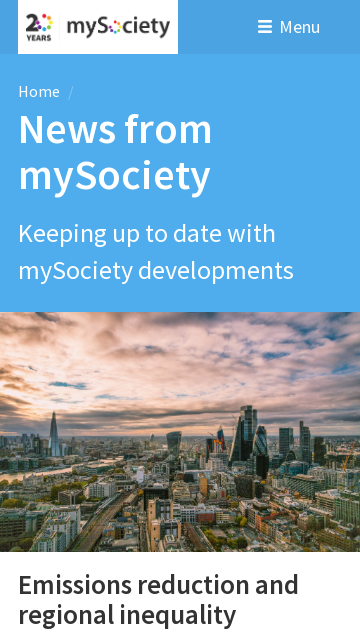 20 YEARS mySociety
Menu
Home /
News from
mySociety
Keeping up to date with
mySociety developments
Emissions reduction and
regional inequality